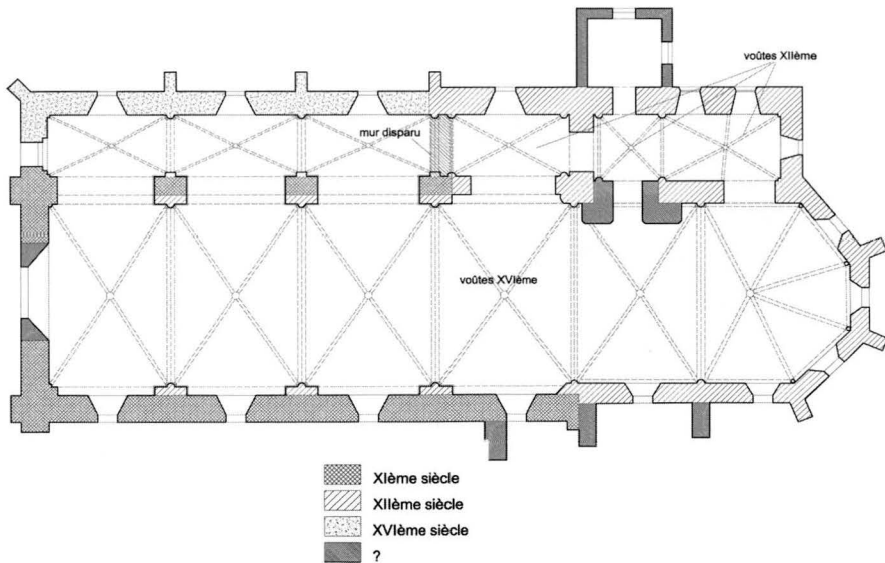 voûtes XIIème
mur disparu
voûtes XVIème
XIème siècle
XIIème siècle
XVIème siècle
?